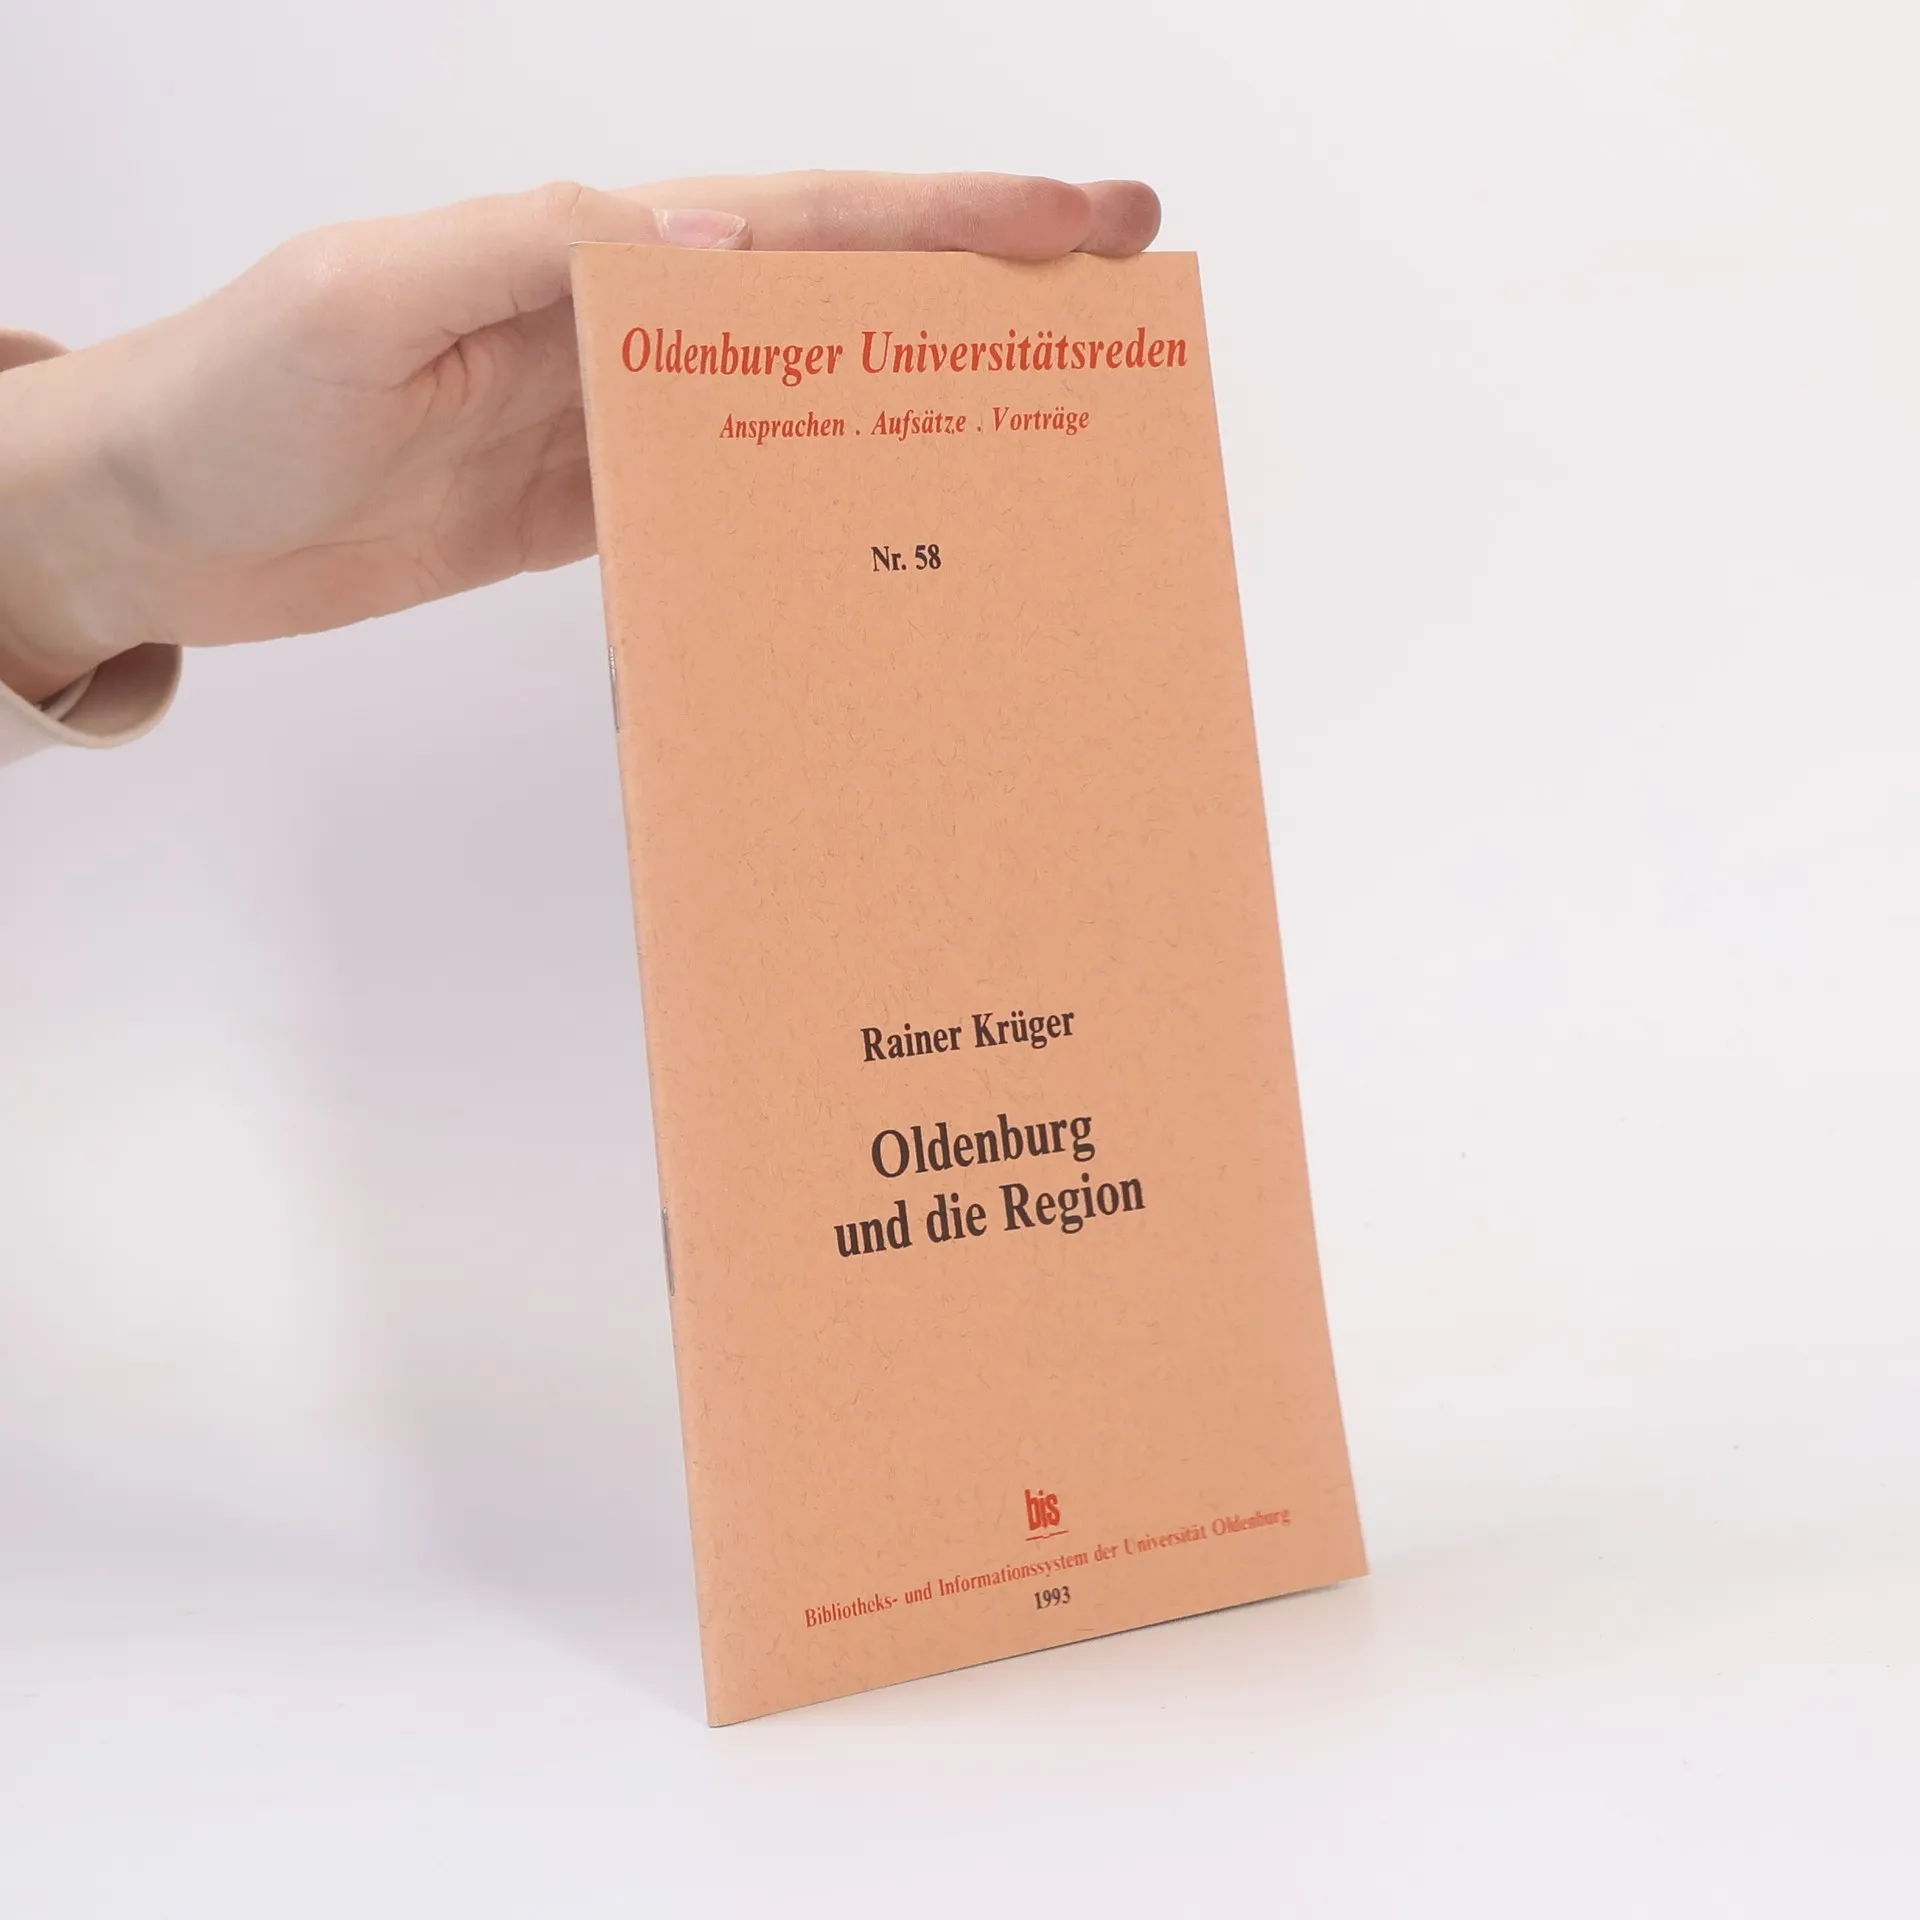 Oldenburger Universitätsreden
Ansprachen . Aufsätze . Vorträge
Nr. 58
Rainer Krüger
Oldenburg
und die Region
bis
Bibliotheks- und Informationssystem der Universität Oldenburg
1993